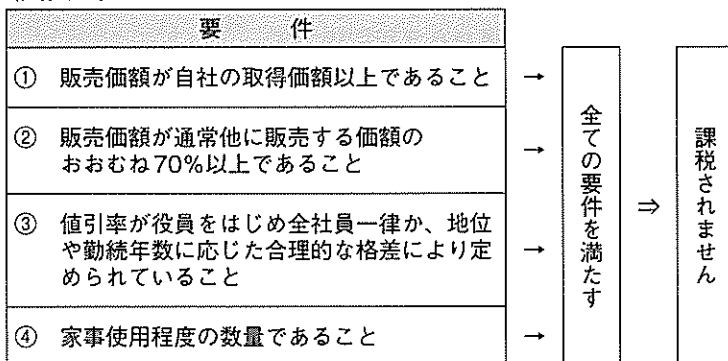 要　件
① 販売価額が自社の取得価額以上であること →
② 販売価額が通常他に販売する価額の
おおむね70%以上であること →
③ 値引率が役員をはじめ全社員一律か、地位
や勤続年数に応じた合理的な格差により定
められていること →
④ 家事使用程度の数量であること →
全ての要件を満たす
⇒
課税されません